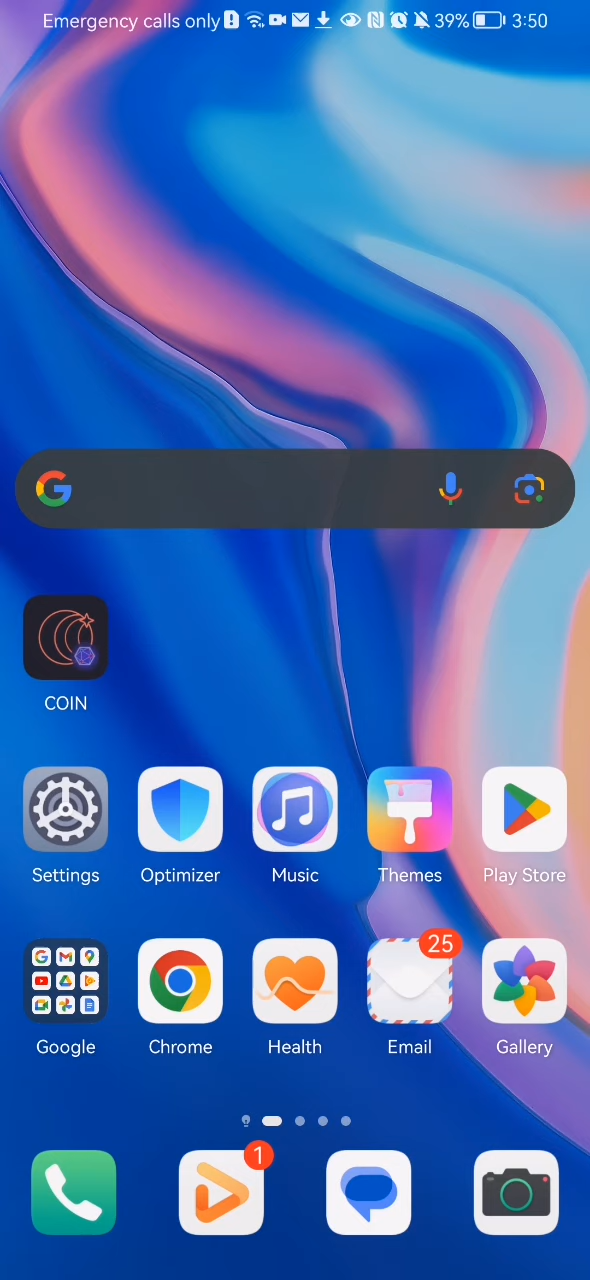 Emergency calls only 39% 3:50
COIN
Settings Optimizer Music Themes Play Store
25
Google Chrome Health Email Gallery
1